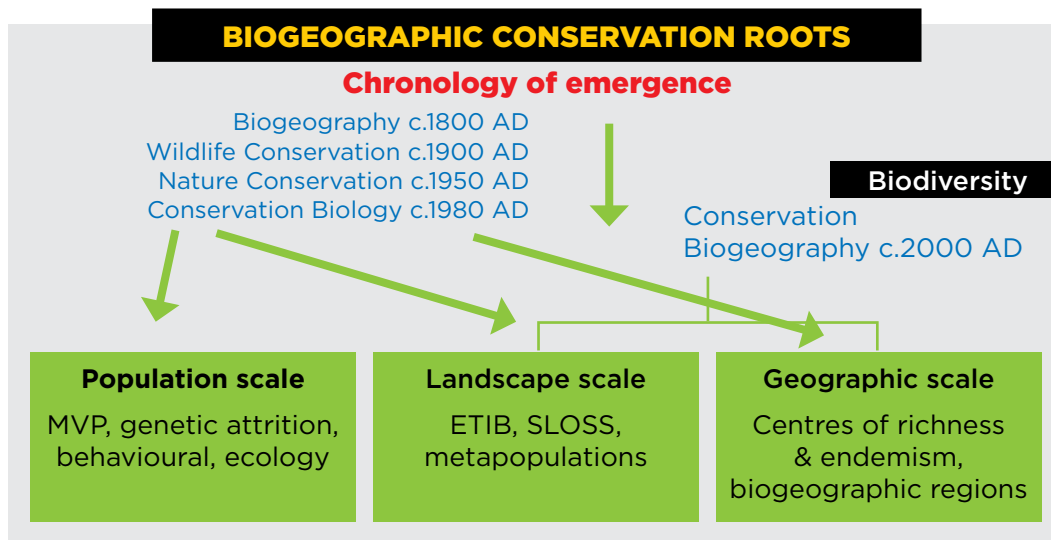 BIOGEOGRAPHIC CONSERVATION ROOTS
Chronology of emergence
Biogeography c.1800 AD
Wildlife Conservation c.1900 AD
Nature Conservation c.1950 AD
Conservation Biology c.1980 AD
Biodiversity
Conservation
Biogeography c.2000 AD
Population scale
MVP, genetic attrition,
behavioural, ecology
Landscape scale
ETIB, SLOSS,
metapopulations
Geographic scale
Centres of richness
& endemism,
biogeographic regions